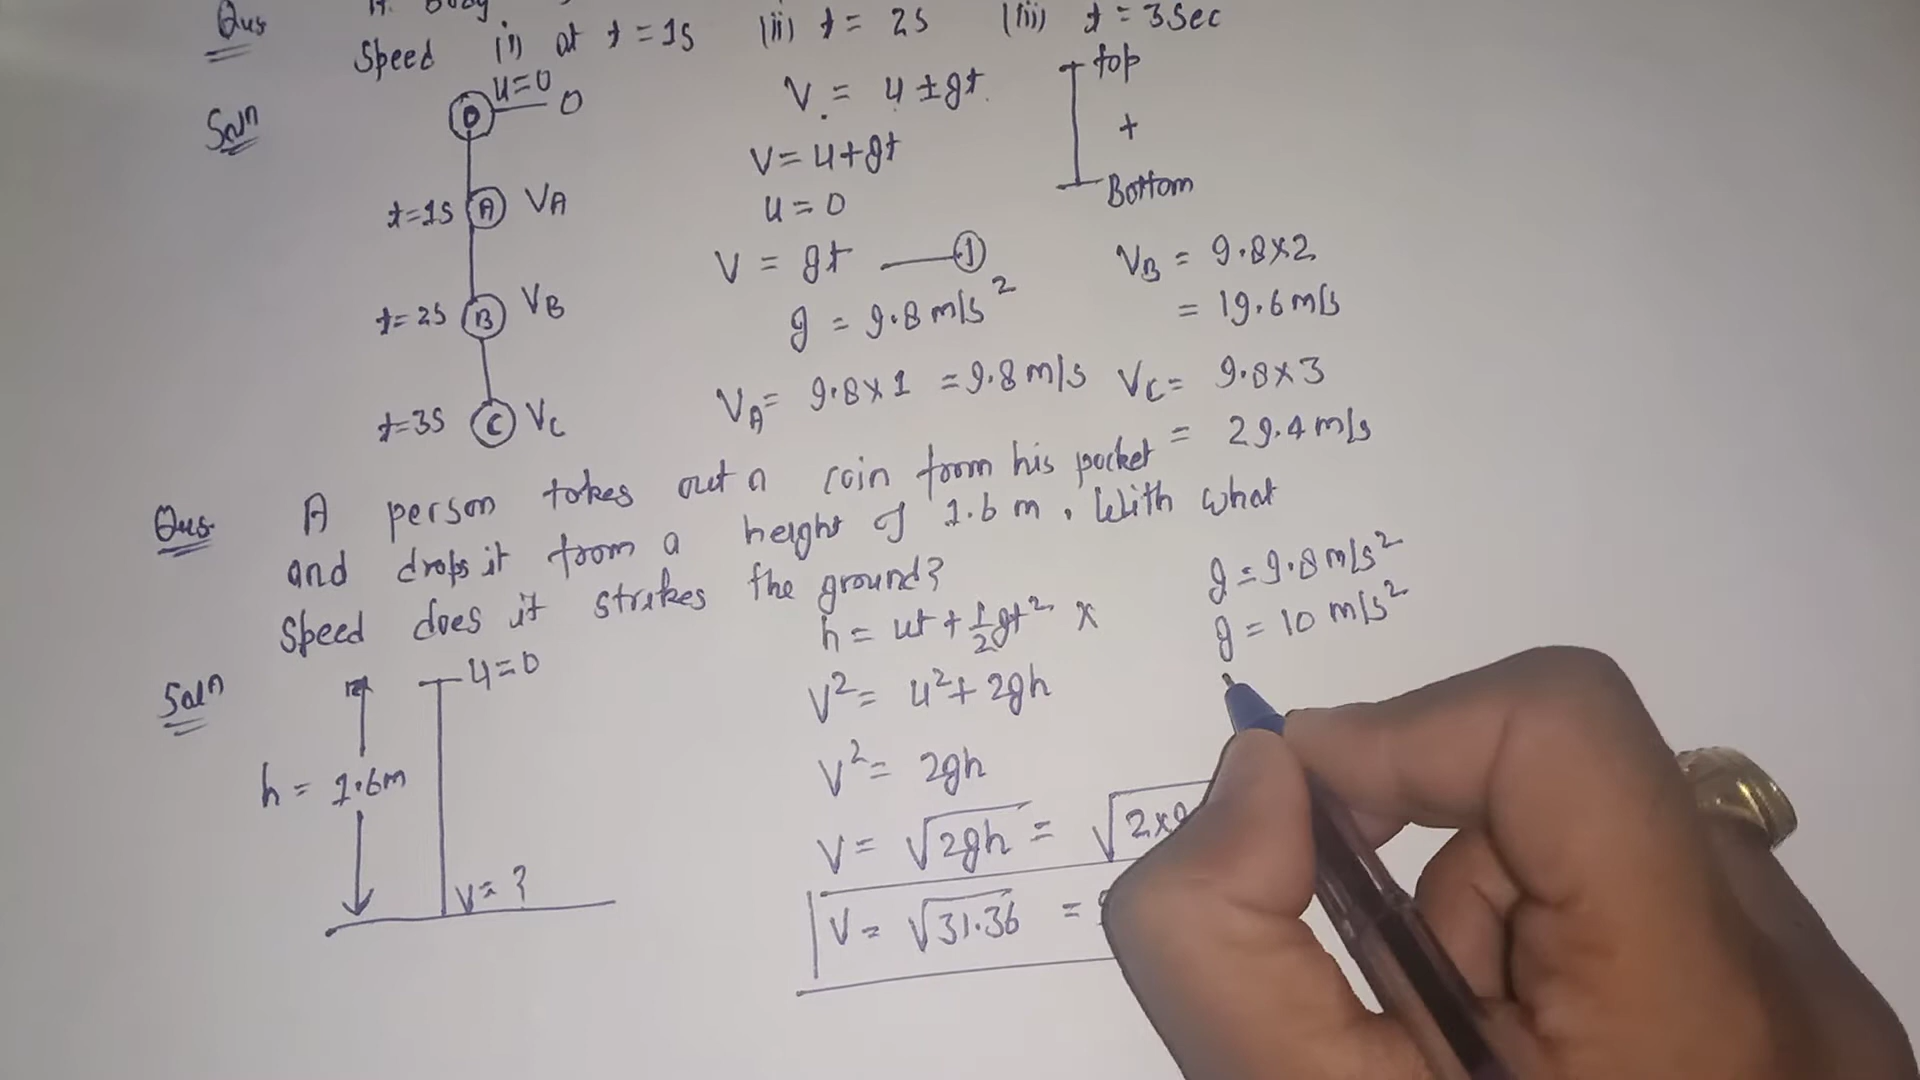 Ques
Speed (i) at t = 1s (ii) t = 2s (iii) t = 3Sec
Soln
u=0
O
O
t=1s A VA
t=2s B VB
t=3s C VC
V = u ± gt
V = u + gt
u = 0
V = gt — 1
g = 9.8 m/s²
VA = 9.8×1 = 9.8 m/s
top
+
Bottom
VB = 9.8×2
= 19.6 m/s
VC = 9.8×3
= 29.4 m/s
Ques A person takes out a coin from his pocket
and drops it from a height of 1.6 m. With what
Speed does it strikes the ground?
Soln
u=0
h = 1.6m
v = ?
h = ut + 1/2 gt² ×
V² = u² + 2gh
V² = 2gh
V = √2gh = √2×
V = √31.36 =
g = 9.8 m/s²
g = 10 m/s²